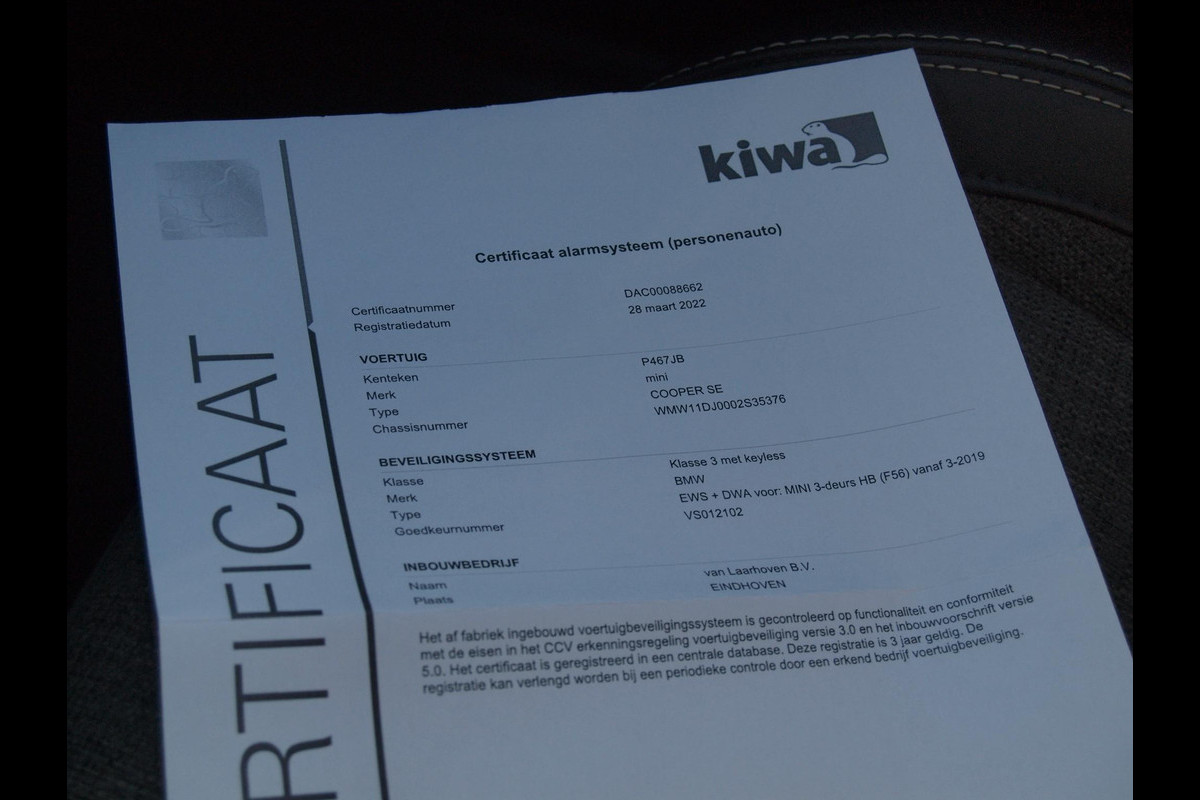 kiwa
Certificaat alarmsysteem (personenauto)
Certificaatnummer DAC00088662
Registratiedatum 28 maart 2022
VOERTUIG
Kenteken P467JB
Merk mini
Type COOPER SE
Chassisnummer WMW11DJ0002S35376
BEVEILIGINGSSYSTEEM
Klasse Klasse 3 met keyless
Merk BMW
Type EWS + DWA voor: MINI 3-deurs HB (F56) vanaf 3-2019
Goedkeurnummer VS012102
INBOUWBEDRIJF
Naam van Laarhoven B.V.
Plaats EINDHOVEN
Het af fabriek ingebouwd voertuigbeveiligingssysteem is gecontroleerd op functionaliteit en conformiteit
met de eisen in het CCV erkenningsregeling voertuigbeveiliging versie 3.0 en het inbouwvoorschrift versie
5.0. Het certificaat is geregistreerd in een centrale database. Deze registratie is 3 jaar geldig. De
registratie kan verlengd worden bij een periodieke controle door een erkend bedrijf voertuigbeveiliging.
RTIFICAAT